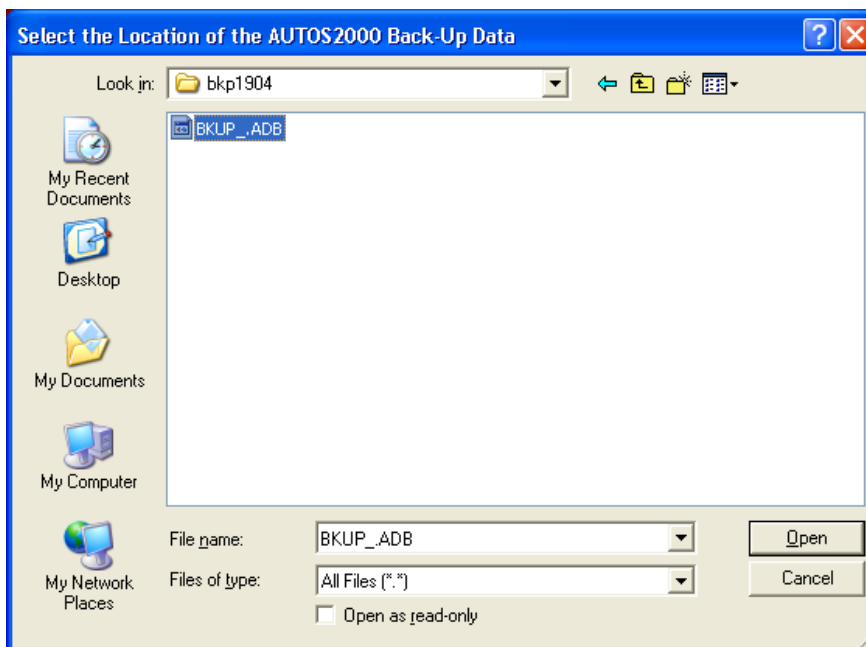 Select the Location of the AUTOS2000 Back-Up Data
Look in: bkp1904
BKUP_.ADB
My Recent
Documents
Desktop
My Documents
My Computer
My Network
Places
File name: BKUP_.ADB Open
Files of type: All Files (*.*) Cancel
Open as read-only